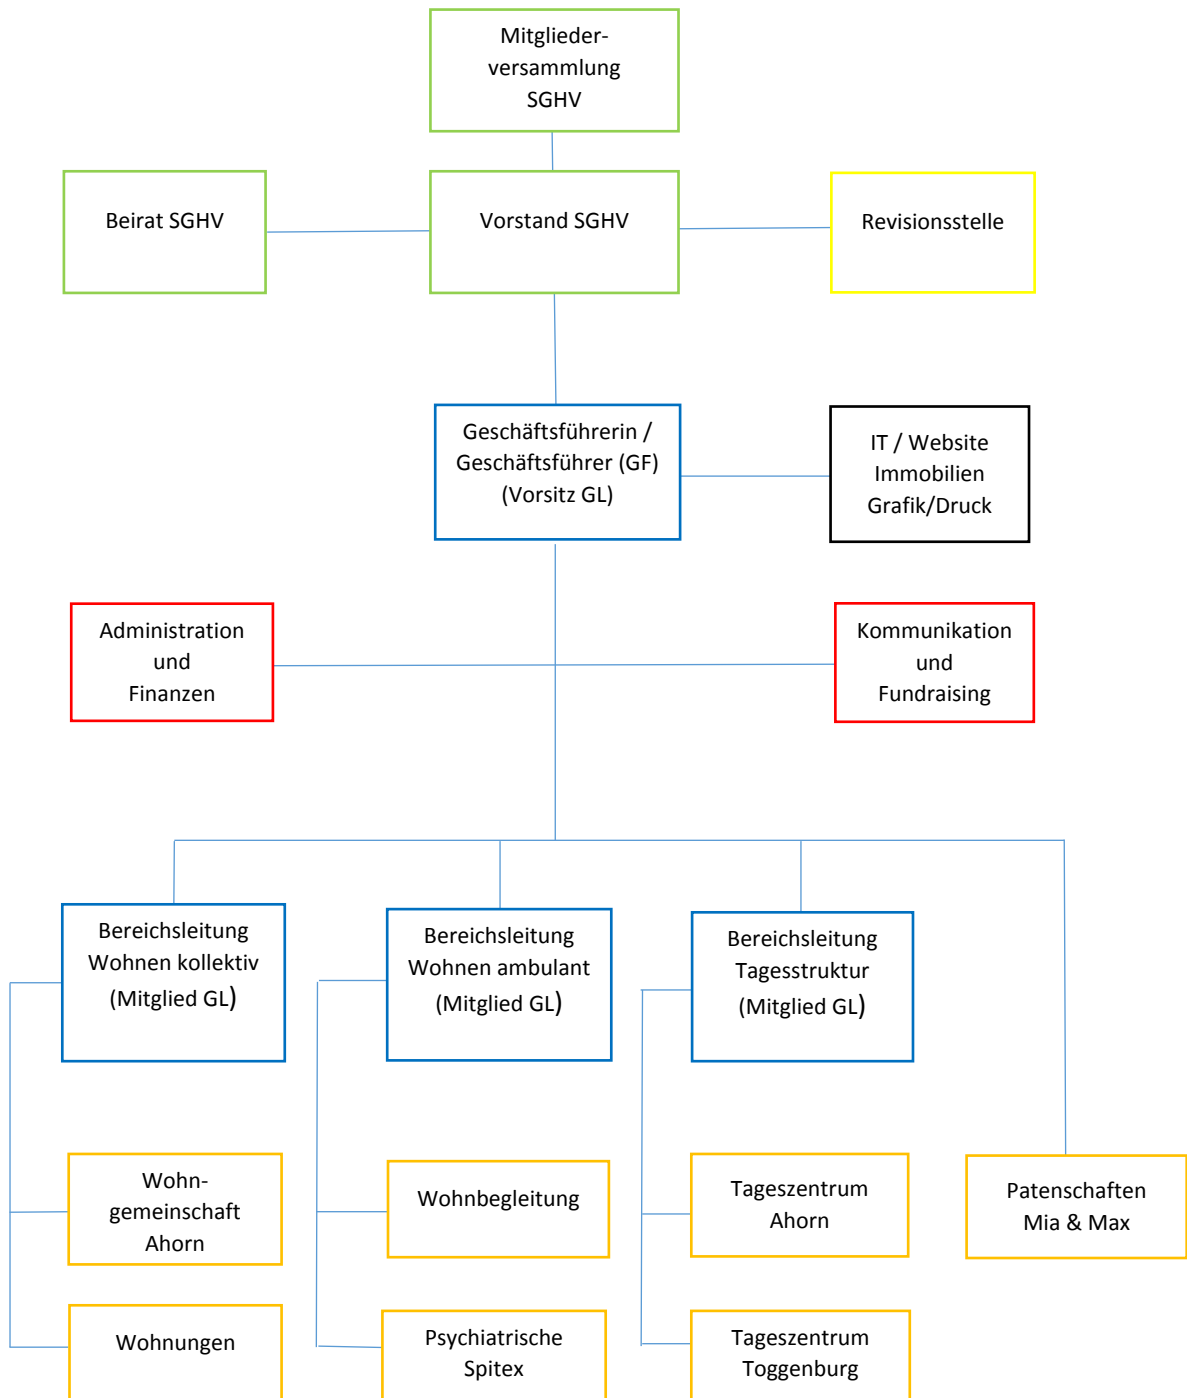 Mitglieder-
versammlung
SGHV
Beirat SGHV
Vorstand SGHV
Revisionsstelle
Geschäftsführerin /
Geschäftsführer (GF)
(Vorsitz GL)
IT / Website
Immobilien
Grafik/Druck
Administration
und
Finanzen
Kommunikation
und
Fundraising
Bereichsleitung
Wohnen kollektiv
(Mitglied GL)
Bereichsleitung
Wohnen ambulant
(Mitglied GL)
Bereichsleitung
Tagesstruktur
(Mitglied GL)
Wohn-
gemeinschaft
Ahorn
Wohnbegleitung
Tageszentrum
Ahorn
Patenschaften
Mia & Max
Wohnungen
Psychiatrische
Spitex
Tageszentrum
Toggenburg